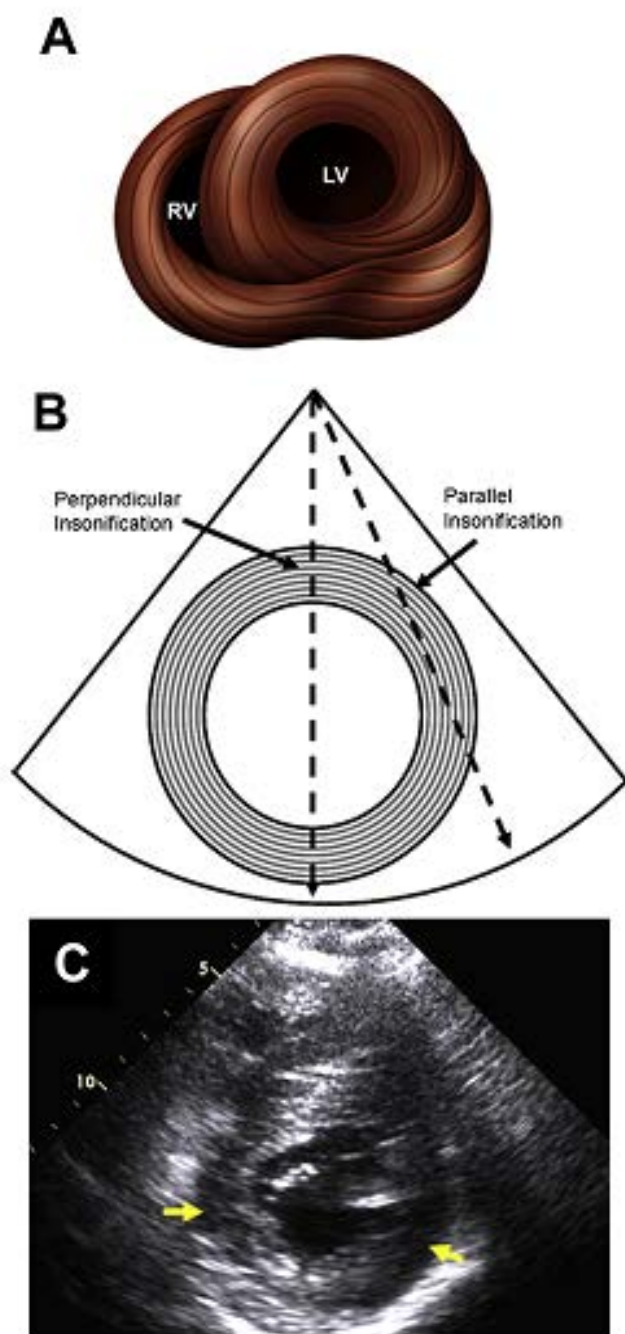 A
RV
LV
B
Perpendicular
Insonification
Parallel
Insonification
C
5
10